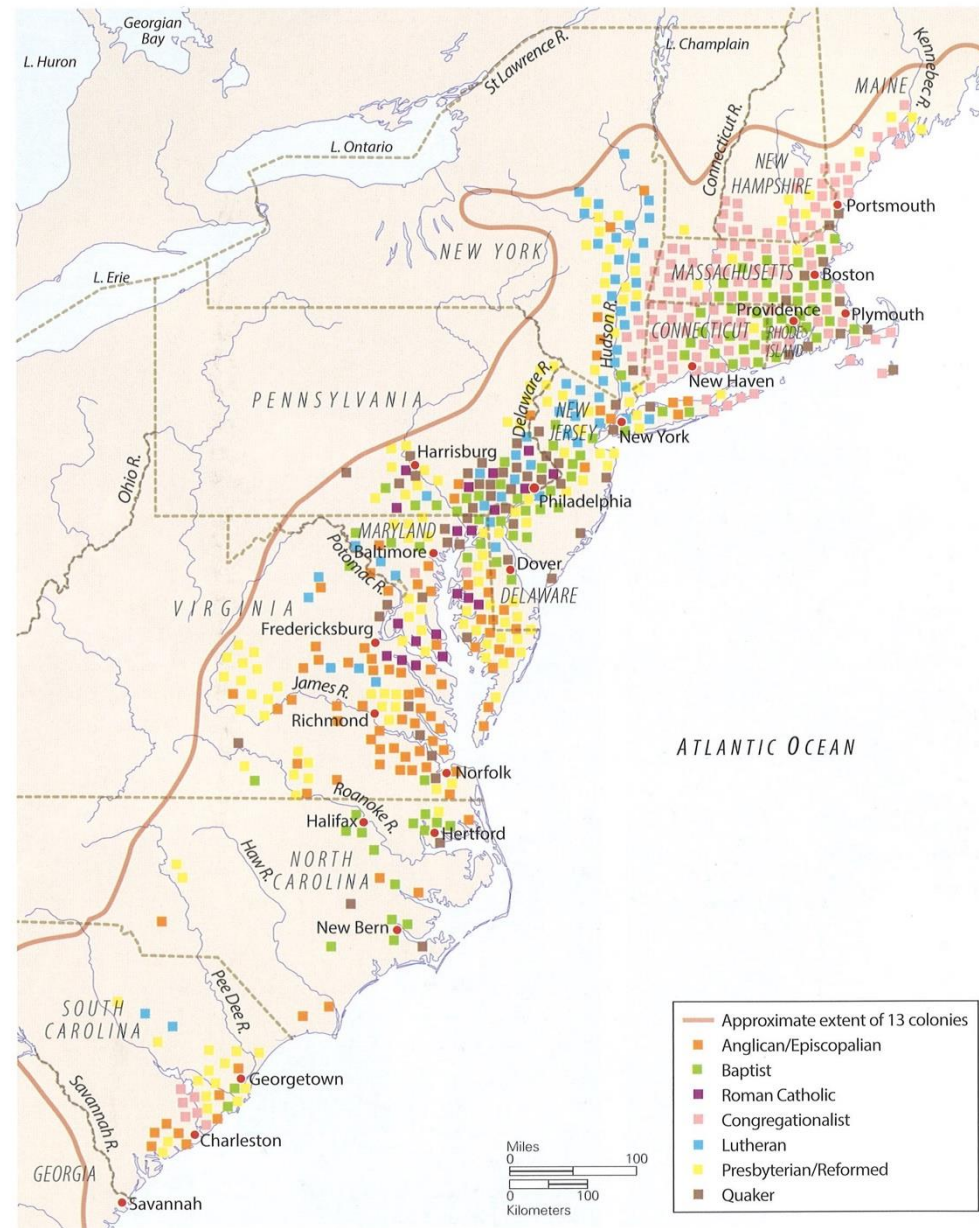 Georgian
Bay
L. Huron
St Lawrence R.
L. Champlain
Kennebec R.
MAINE
L. Ontario
Connecticut R.
NEW
HAMPSHIRE
Portsmouth
NEW YORK
L. Erie
MASSACHUSETTS
Boston
Hudson R.
Providence
Plymouth
CONNECTICUT
RHODE
ISLAND
New Haven
PENNSYLVANIA
Delaware R.
NEW
JERSEY
New York
Harrisburg
Ohio R.
Philadelphia
MARYLAND
Baltimore
Potomac R.
Dover
DELAWARE
VIRGINIA
Fredericksburg
James R.
Richmond
ATLANTIC OCEAN
Norfolk
Roanoke R.
Halifax
Hertford
Haw R.
NORTH
CAROLINA
New Bern
Pee Dee R.
SOUTH
CAROLINA
Georgetown
Savannah R.
Charleston
GEORGIA
Savannah
Miles
0 100
0 100
Kilometers
Approximate extent of 13 colonies
Anglican/Episcopalian
Baptist
Roman Catholic
Congregationalist
Lutheran
Presbyterian/Reformed
Quaker